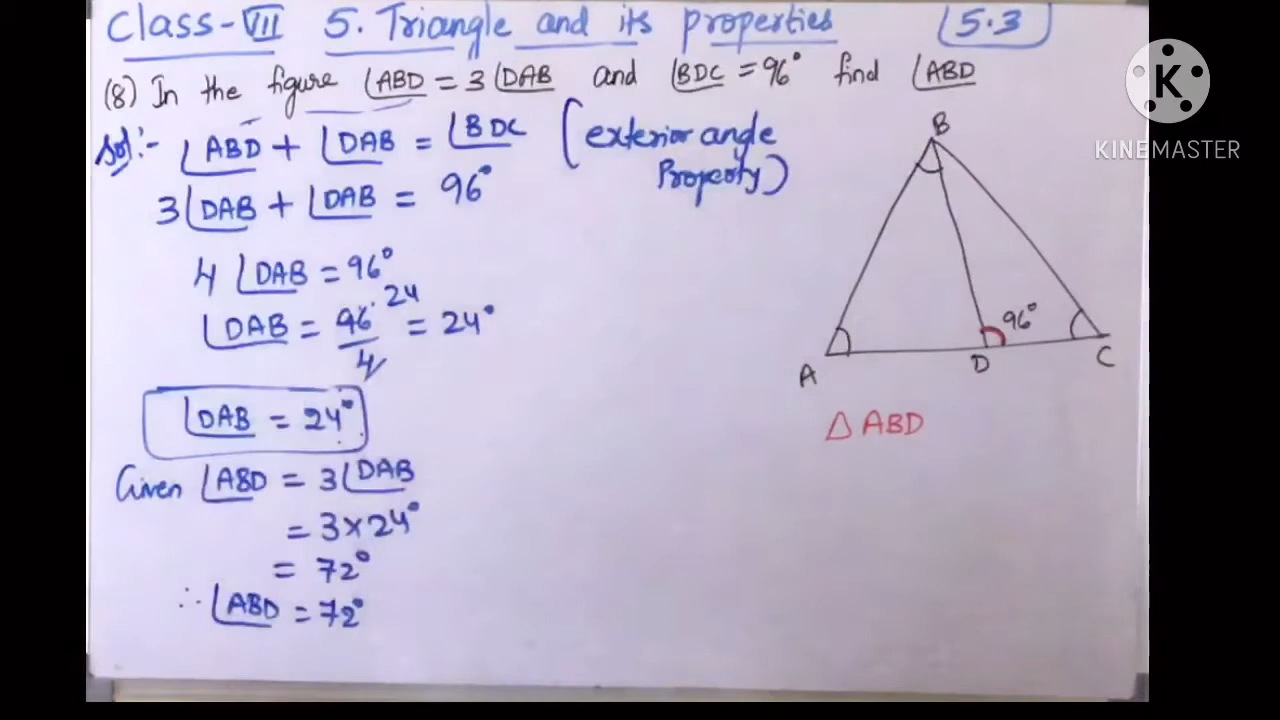 Class-VII 5. Triangle and its properties 5.3
(8) In the figure ∠ABD = 3∠DAB and ∠BDC = 96° find ∠ABD
Sol:- ∠ABD + ∠DAB = ∠BDC (exterior angle
Property)
3∠DAB + ∠DAB = 96°
4 ∠DAB = 96°
∠DAB = 96/4 24 = 24°
∠DAB = 24°
Given ∠ABD = 3∠DAB
= 3×24°
= 72°
∴ ∠ABD = 72°
K
KINEMASTER
B
96°
A D C
△ ABD